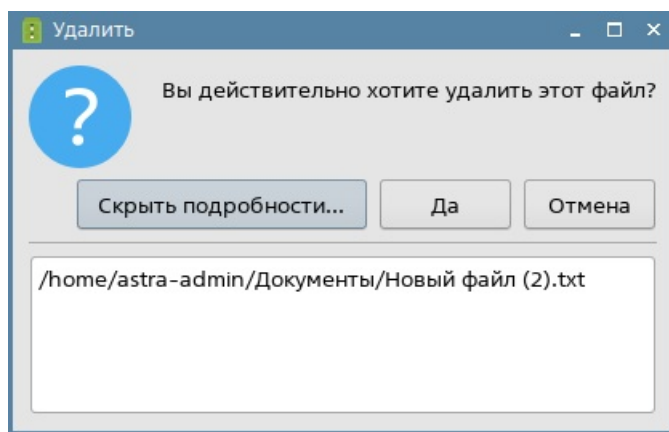 Удалить
Вы действительно хотите удалить этот файл?
Скрыть подробности... Да Отмена
/home/astra-admin/Документы/Новый файл (2).txt